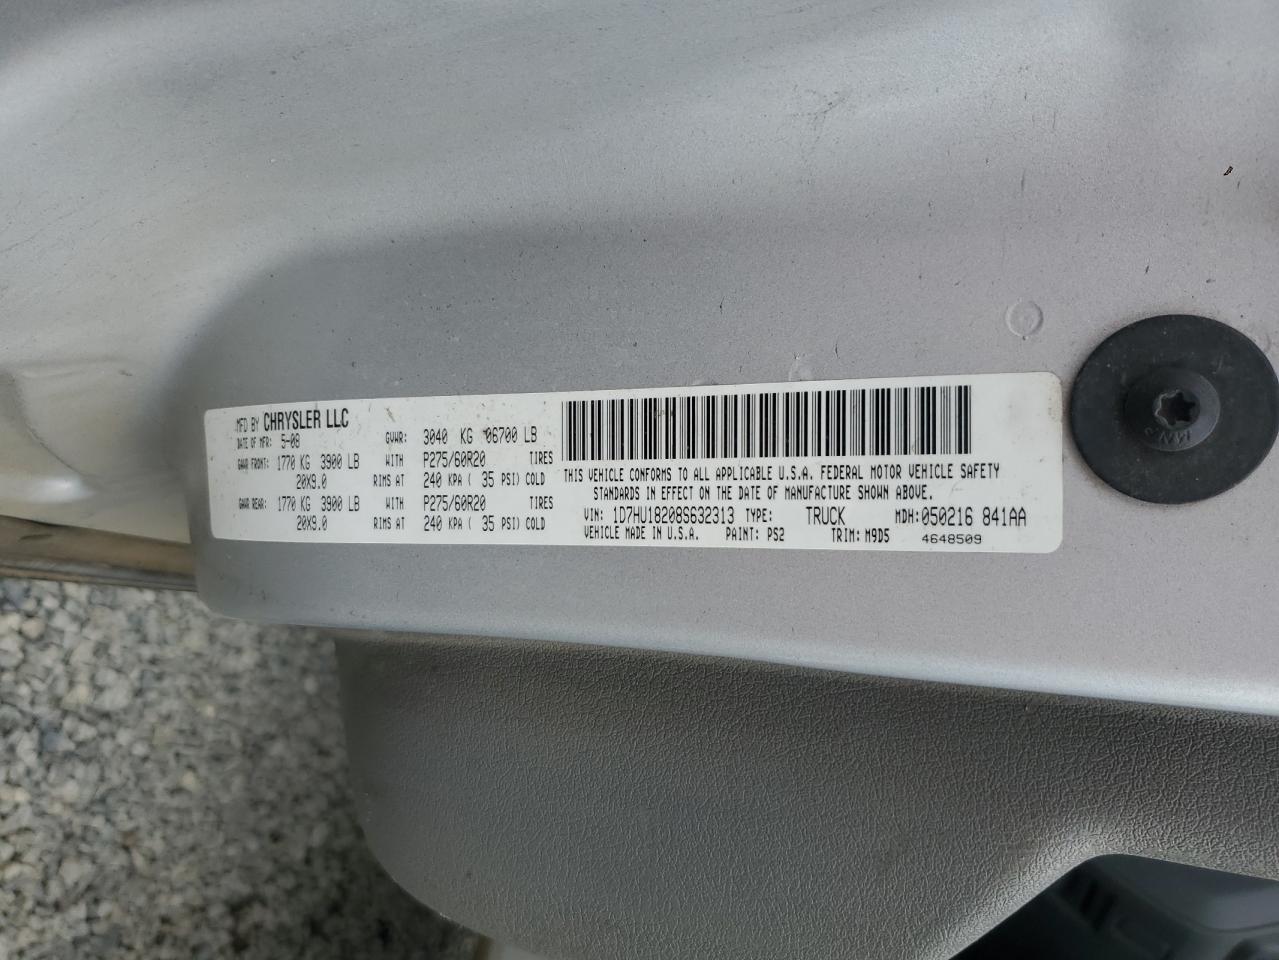 MFD BY CHRYSLER LLC
DATE OF MFR: 5-08 GVWR: 3040 KG 06700 LB
GAWR FRONT: 1770 KG 3900 LB WITH P275/60R20 TIRES
20X9.0 RIMS AT 240 KPA ( 35 PSI) COLD
GAWR REAR: 1770 KG 3900 LB WITH P275/60R20 TIRES
20X9.0 RIMS AT 240 KPA ( 35 PSI) COLD
THIS VEHICLE CONFORMS TO ALL APPLICABLE U.S.A. FEDERAL MOTOR VEHICLE SAFETY
STANDARDS IN EFFECT ON THE DATE OF MANUFACTURE SHOWN ABOVE.
VIN: 1D7HU18208S632313 TYPE: TRUCK MDH: 050216 841AA
VEHICLE MADE IN U.S.A. PAINT: PS2 TRIM: M9D5 4648509